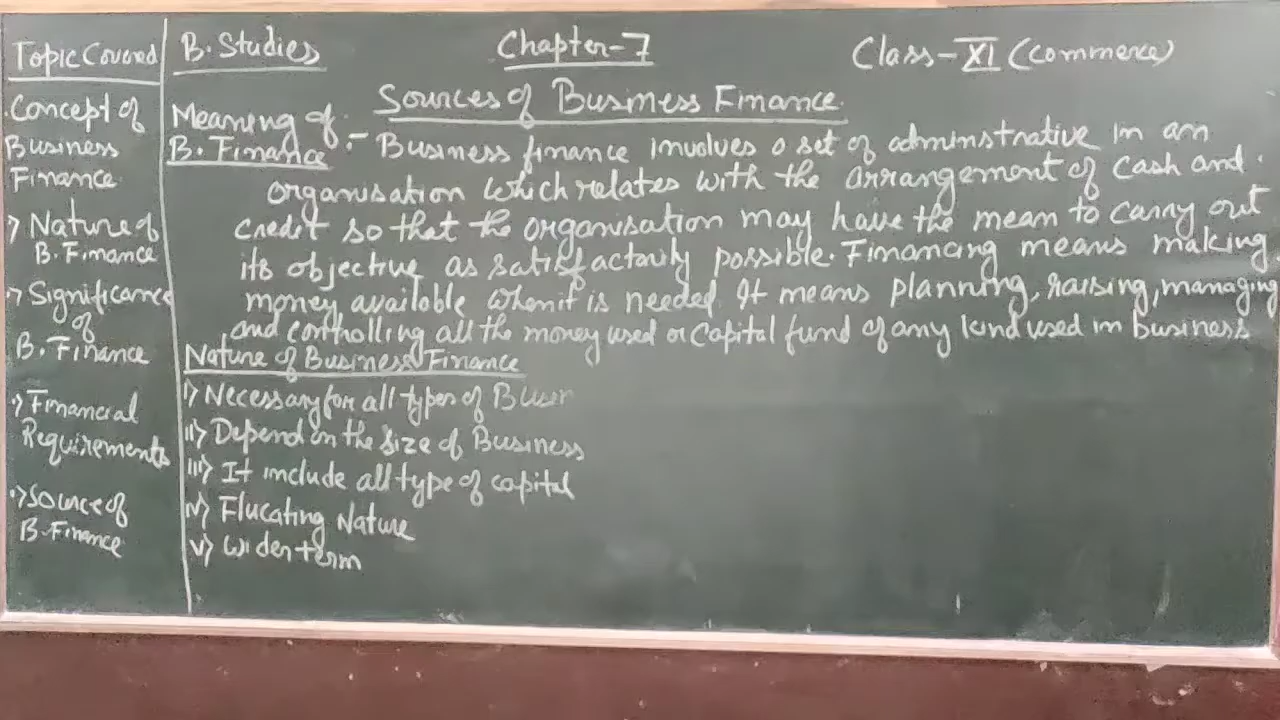 Topic Covered
Concept of
Business
Finance
Nature of
B. Finance
Significance
of
B. Finance
Financial
Requirements
Source of
B. Finance
B. Studies
Chapter-7
Class-XI (Commerce)
Sources of Business Finance
Meaning of
B. Finance :- Business finance involves a set of adminstrative in an
organisation which relates with the arrangement of cash and
credit so that the organisation may have the mean to carry out
its objective as satisfactorily possible. Financing means making
money available when it is needed It means planning, raising, managing
and controlling all the money used or Capital fund of any kind used in business
Nature of Business Finance
i) Necessary for all types of
ii) Depend on the size of Business
iii) It include all type of capital
iv) Flucating Nature
v) Wider term